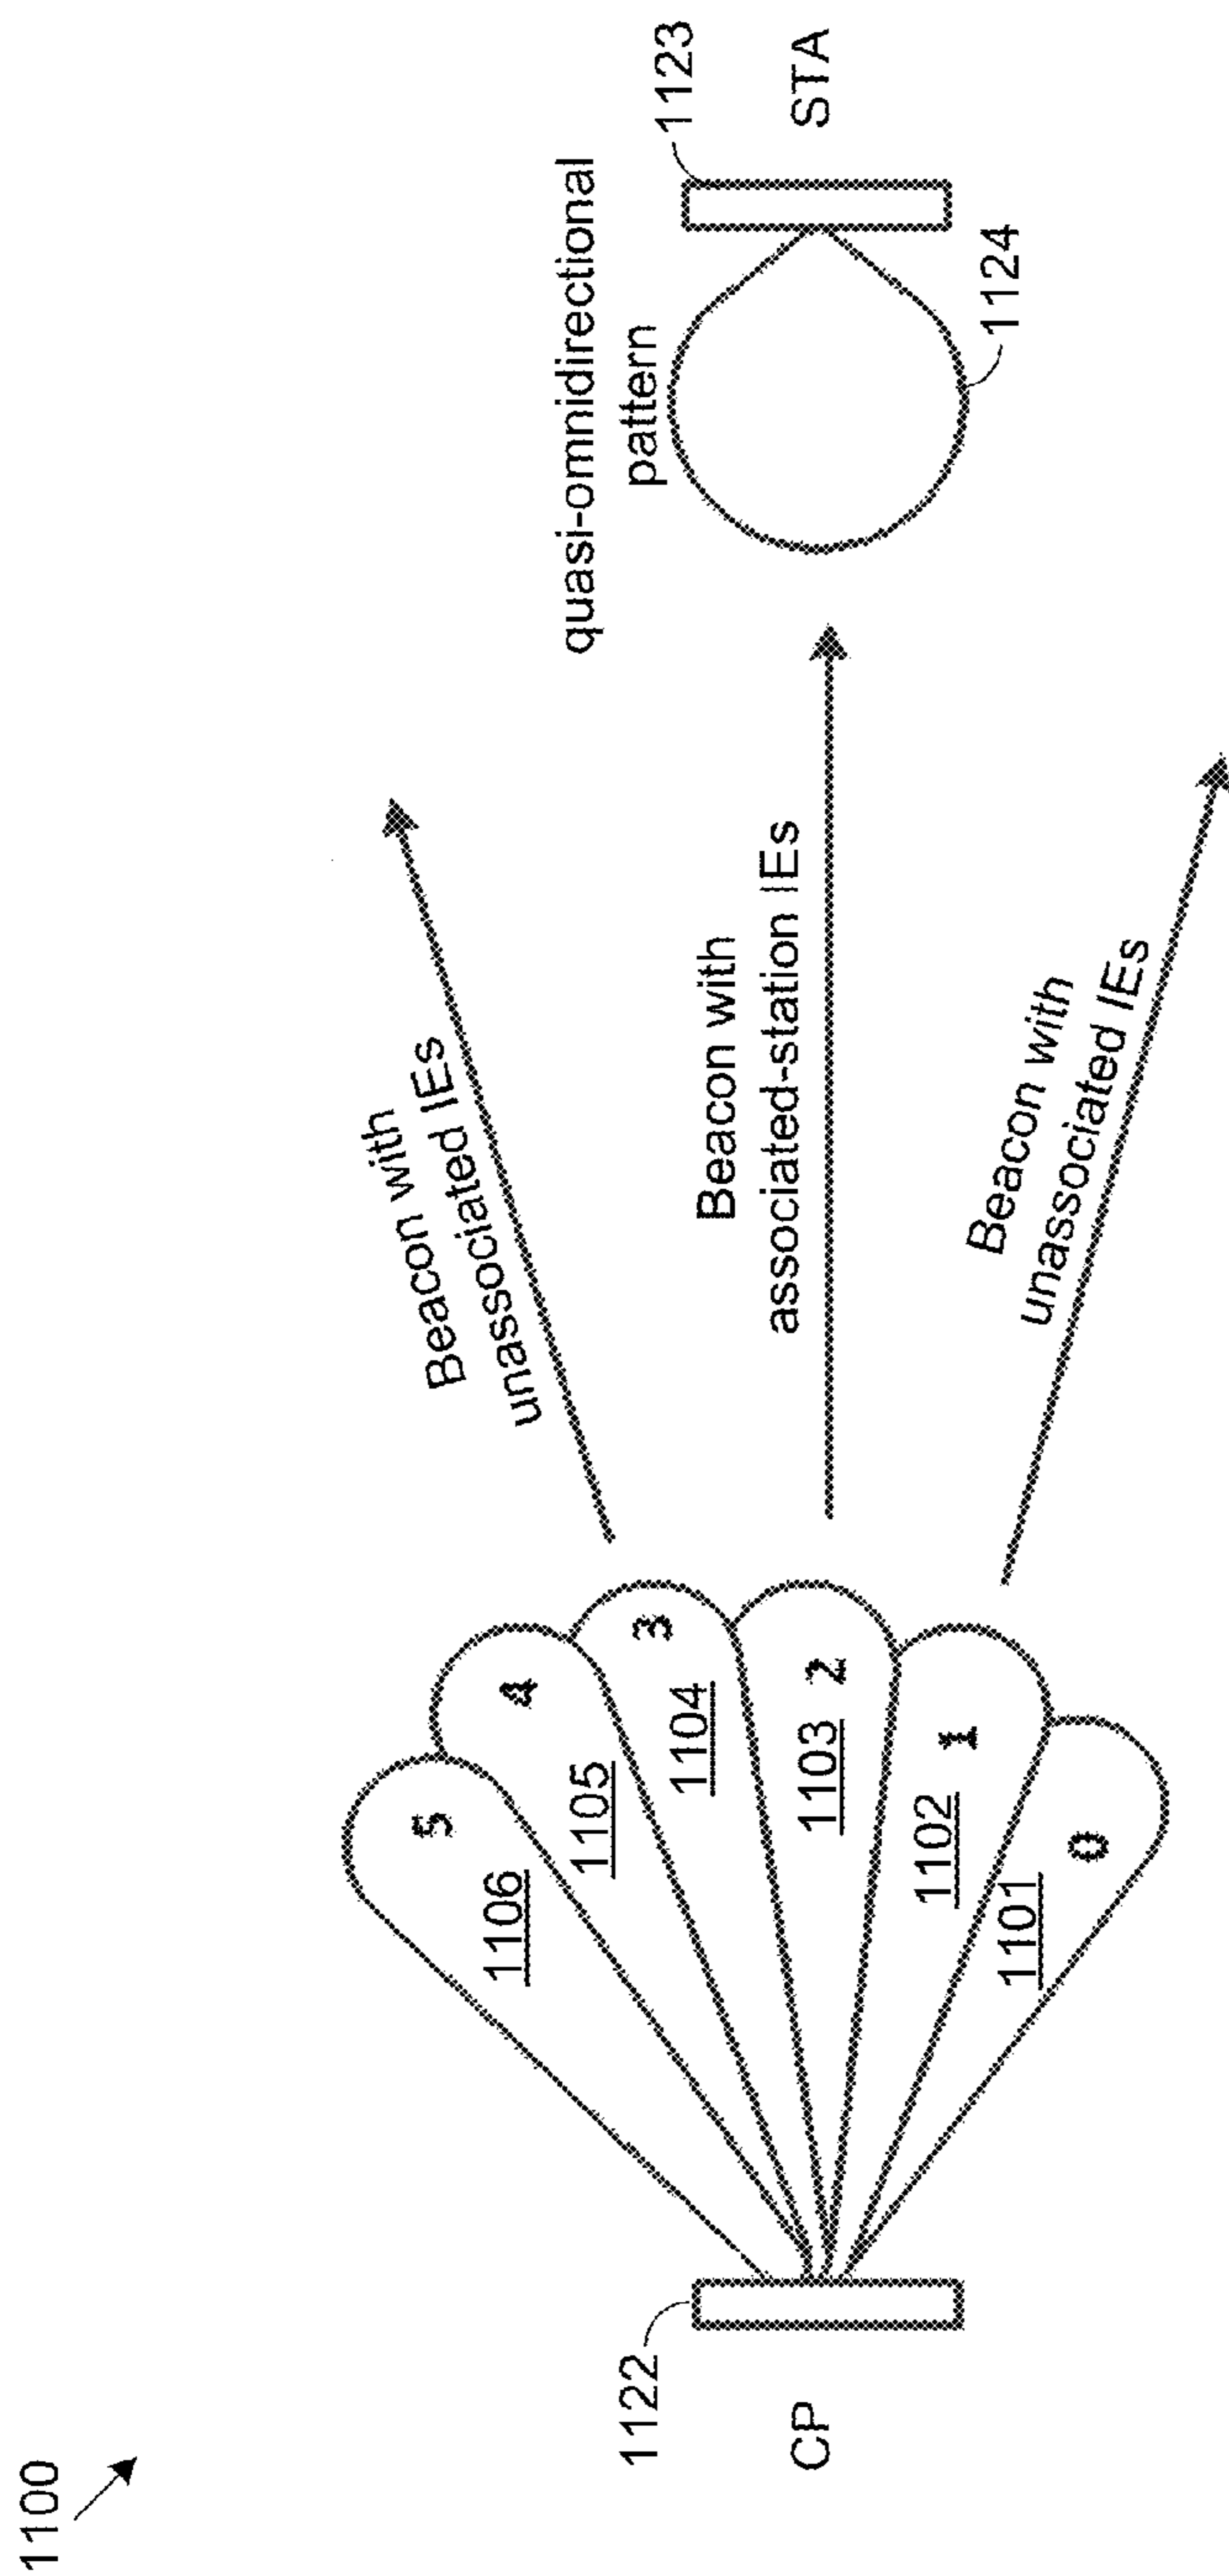 1100
CP
1122
5
1106
4
1105
3
1104
2
1103
1
1102
0
1101
Beacon with
unassociated IEs
Beacon with
associated-station IEs
Beacon with
unassociated IEs
quasi-omnidirectional
pattern
1123
STA
1124